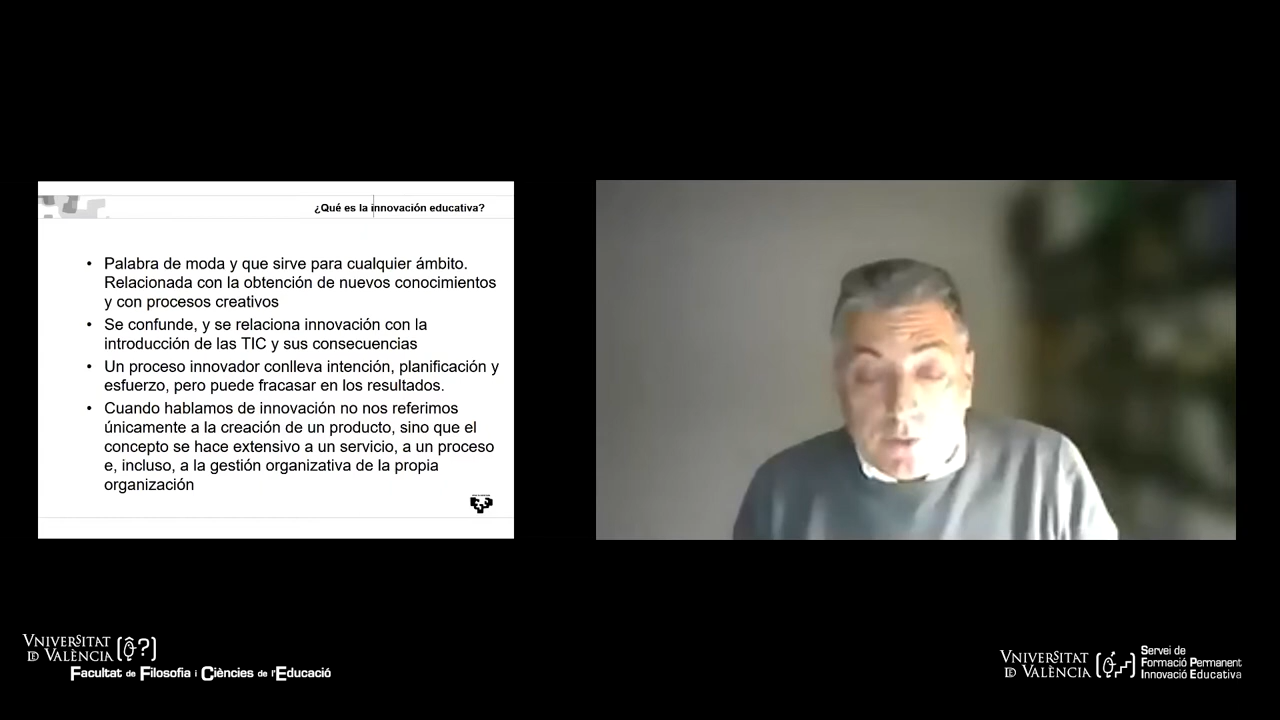 ¿Qué es la innovación educativa?
• Palabra de moda y que sirve para cualquier ámbito.
Relacionada con la obtención de nuevos conocimientos
y con procesos creativos
• Se confunde, y se relaciona innovación con la
introducción de las TIC y sus consecuencias
• Un proceso innovador conlleva intención, planificación y
esfuerzo, pero puede fracasar en los resultados.
• Cuando hablamos de innovación no nos referimos
únicamente a la creación de un producto, sino que el
concepto se hace extensivo a un servicio, a un proceso
e, incluso, a la gestión organizativa de la propia
organización
VNIVERSITAT
ID VALÈNCIA
Facultat de Filosofia i Ciències de l'Educació
VNIVERSITAT
ID VALÈNCIA
Servei de
Formació Permanent
Innovació Educativa